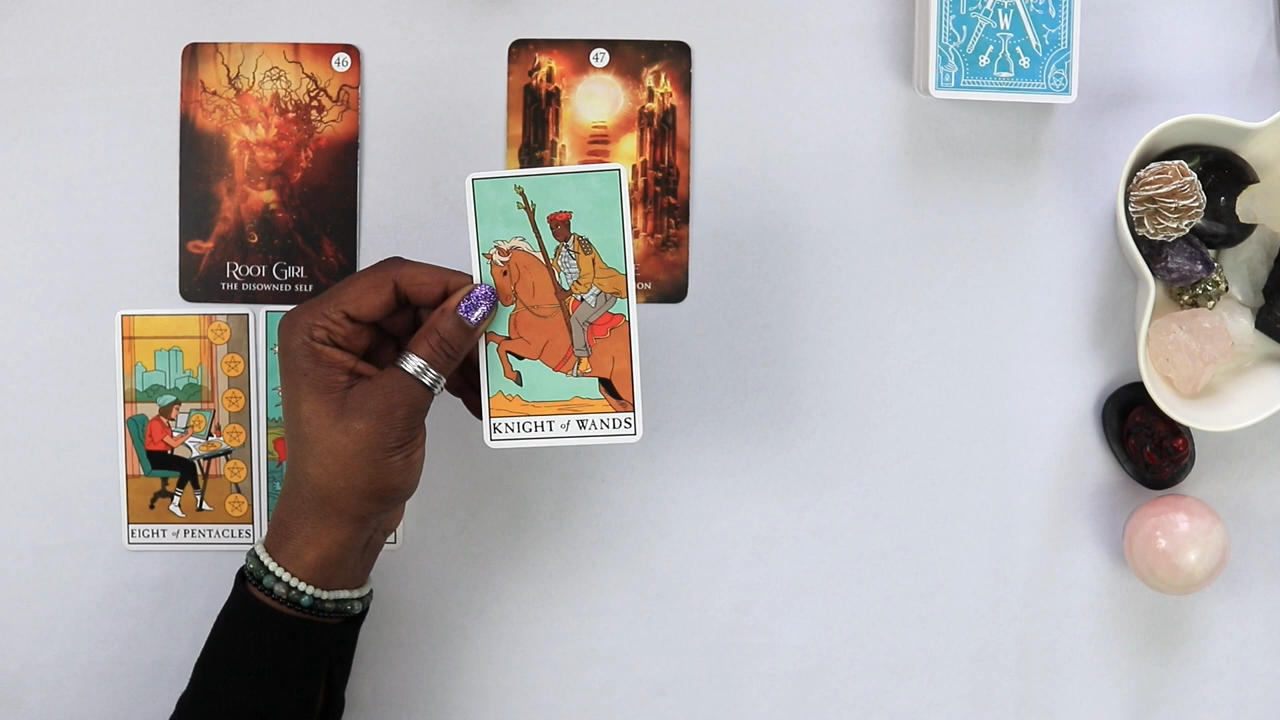 46
47
ROOT GIRL
THE DISOWNED SELF
W
KNIGHT of WANDS
EIGHT of PENTACLES